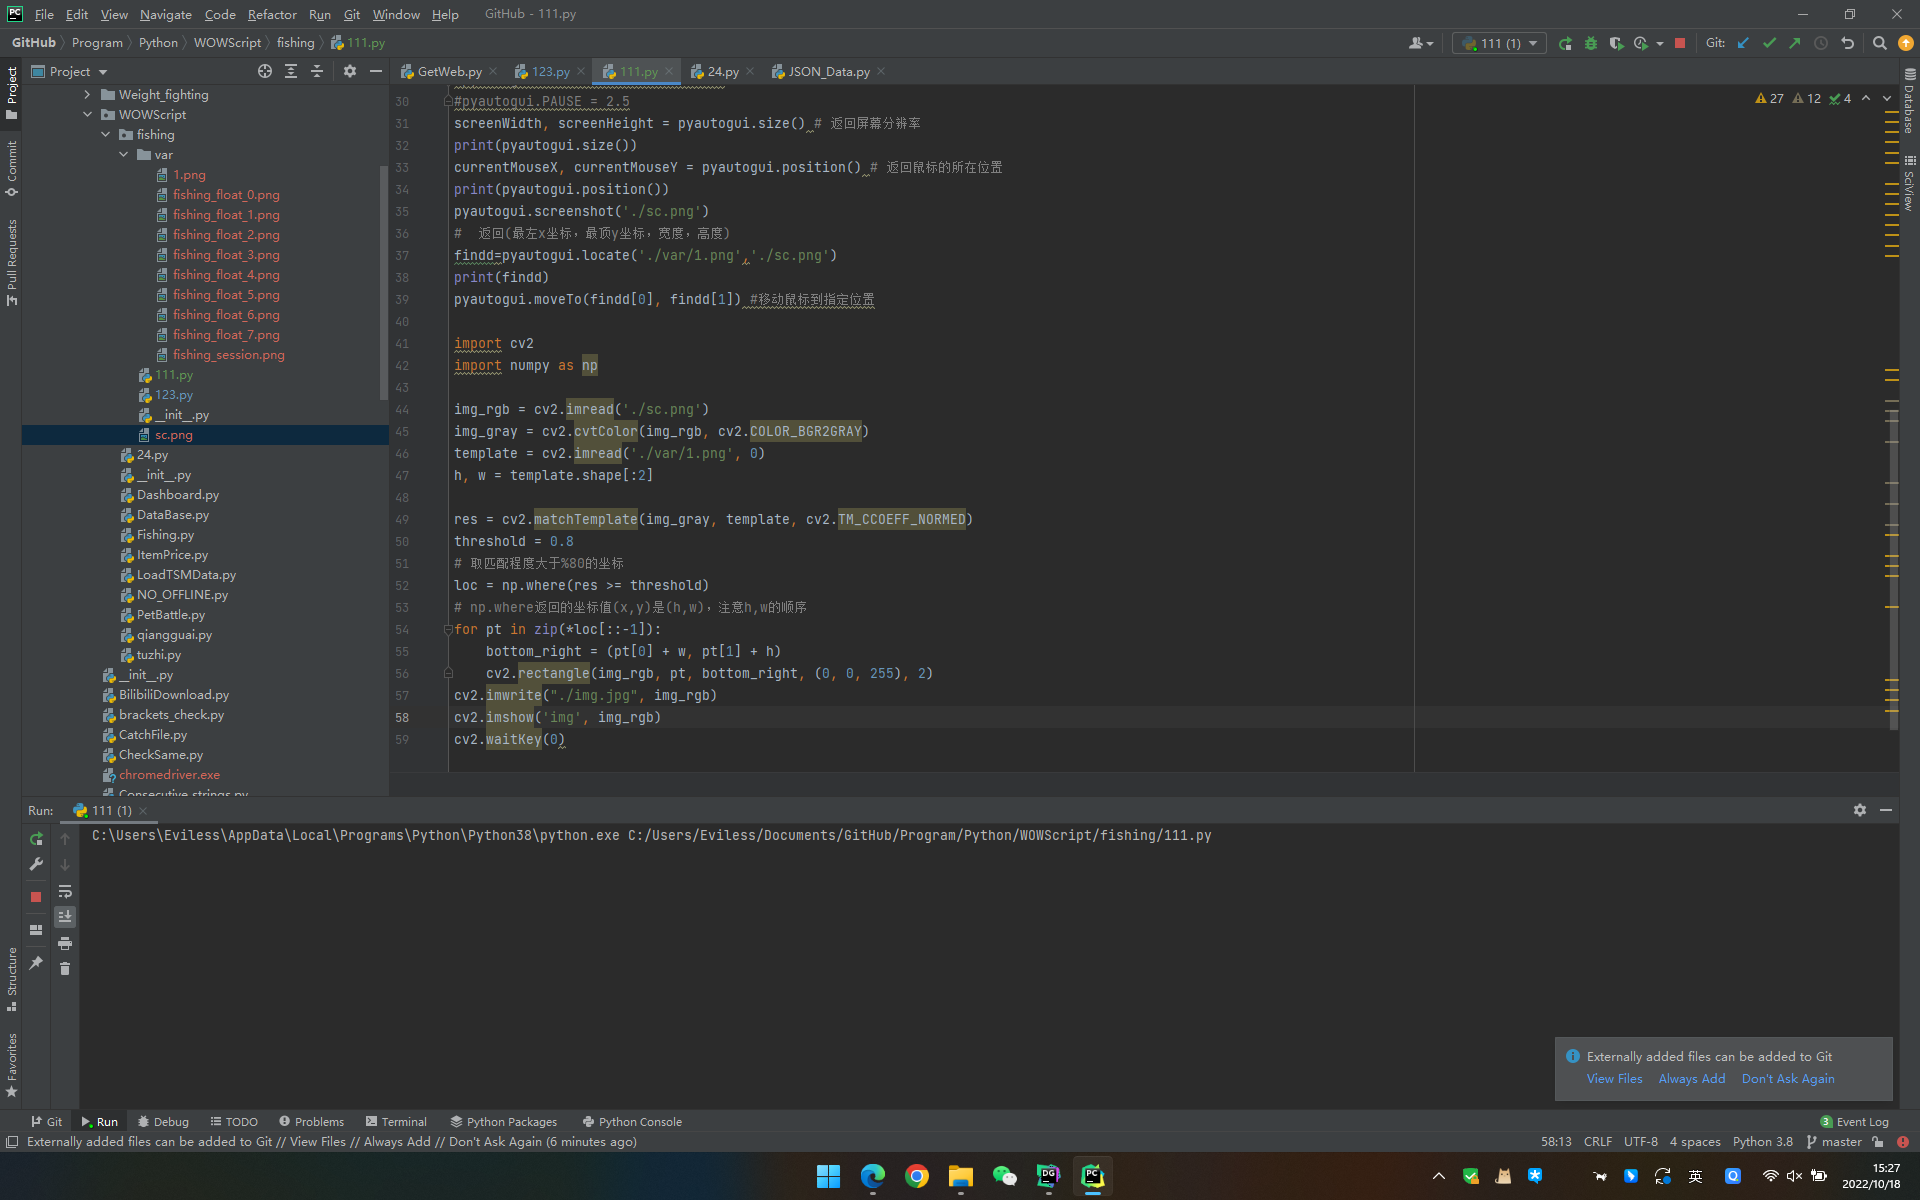 PC File Edit View Navigate Code Refactor Run Git Window Help GitHub - 111.py
GitHub Program Python WOWScript fishing 111.py
111 (1) Git:
Project
GetWeb.py 123.py 111.py 24.py JSON_Data.py
Project
Commit
Pull Requests
Structure
Favorites
Database
SciView
Weight_fighting
WOWScript
fishing
var
1.png
fishing_float_0.png
fishing_float_1.png
fishing_float_2.png
fishing_float_3.png
fishing_float_4.png
fishing_float_5.png
fishing_float_6.png
fishing_float_7.png
fishing_session.png
111.py
123.py
__init__.py
sc.png
24.py
__init__.py
Dashboard.py
DataBase.py
Fishing.py
ItemPrice.py
LoadTSMData.py
NO_OFFLINE.py
PetBattle.py
qiangguai.py
tuzhi.py
__init__.py
BilibiliDownload.py
brackets_check.py
CatchFile.py
CheckSame.py
chromedriver.exe
Consecutive strings.py
27 12 4
30 #pyautogui.PAUSE = 2.5
31 screenWidth, screenHeight = pyautogui.size() # 返回屏幕分辨率
32 print(pyautogui.size())
33 currentMouseX, currentMouseY = pyautogui.position() # 返回鼠标的所在位置
34 print(pyautogui.position())
35 pyautogui.screenshot('./sc.png')
36 # 返回(最左x坐标，最顶y坐标，宽度，高度)
37 findd=pyautogui.locate('./var/1.png','./sc.png')
38 print(findd)
39 pyautogui.moveTo(findd[0], findd[1]) #移动鼠标到指定位置
40
41 import cv2
42 import numpy as np
43
44 img_rgb = cv2.imread('./sc.png')
45 img_gray = cv2.cvtColor(img_rgb, cv2.COLOR_BGR2GRAY)
46 template = cv2.imread('./var/1.png', 0)
47 h, w = template.shape[:2]
48
49 res = cv2.matchTemplate(img_gray, template, cv2.TM_CCOEFF_NORMED)
50 threshold = 0.8
51 # 取匹配程度大于%80的坐标
52 loc = np.where(res >= threshold)
53 # np.where返回的坐标值(x,y)是(h,w)，注意h,w的顺序
54 for pt in zip(*loc[::-1]):
55 bottom_right = (pt[0] + w, pt[1] + h)
56 cv2.rectangle(img_rgb, pt, bottom_right, (0, 0, 255), 2)
57 cv2.imwrite("./img.jpg", img_rgb)
58 cv2.imshow('img', img_rgb)
59 cv2.waitKey(0)
Run: 111 (1)
C:\Users\Eviless\AppData\Local\Programs\Python\Python38\python.exe C:/Users/Eviless/Documents/GitHub/Program/Python/WOWScript/fishing/111.py
Externally added files can be added to Git
View Files Always Add Don't Ask Again
Git Run Debug TODO Problems Terminal Python Packages Python Console 3 Event Log
Externally added files can be added to Git // View Files // Always Add // Don't Ask Again (6 minutes ago) 58:13 CRLF UTF-8 4 spaces Python 3.8 master
DG PC 英 Q 15:27
2022/10/18